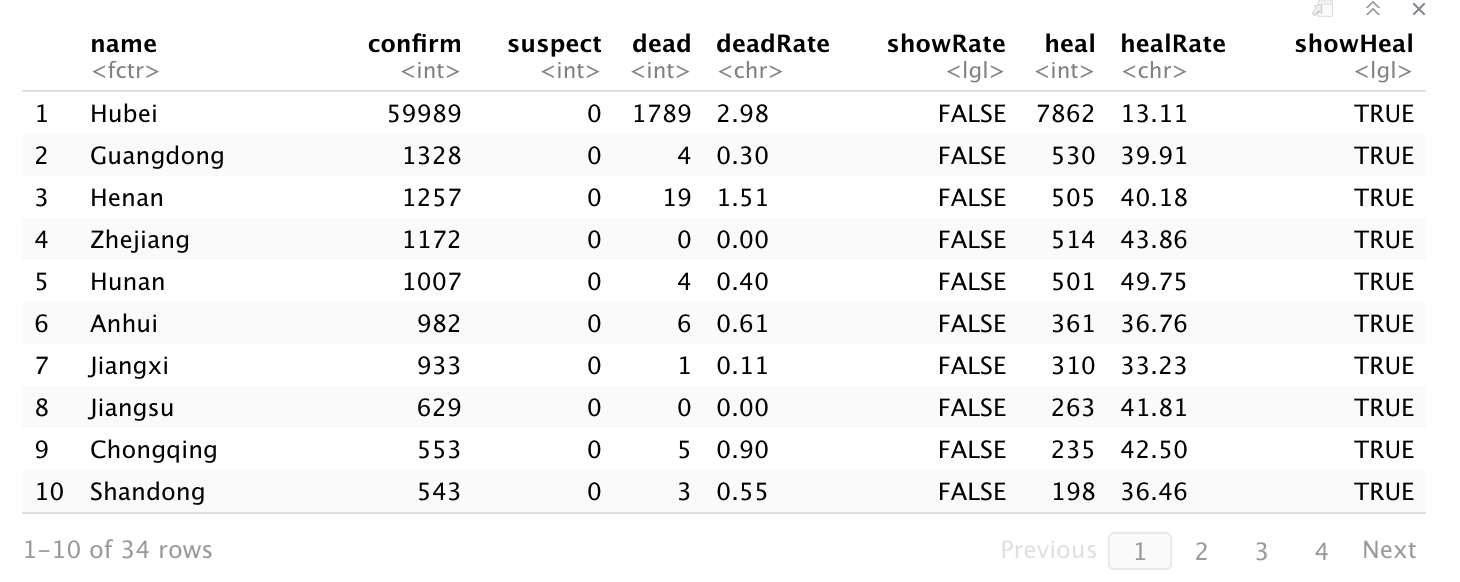 name confirm suspect dead deadRate showRate heal healRate showHeal
<fctr> <int> <int> <int> <chr> <lgl> <int> <chr> <lgl>
1 Hubei 59989 0 1789 2.98 FALSE 7862 13.11 TRUE
2 Guangdong 1328 0 4 0.30 FALSE 530 39.91 TRUE
3 Henan 1257 0 19 1.51 FALSE 505 40.18 TRUE
4 Zhejiang 1172 0 0 0.00 FALSE 514 43.86 TRUE
5 Hunan 1007 0 4 0.40 FALSE 501 49.75 TRUE
6 Anhui 982 0 6 0.61 FALSE 361 36.76 TRUE
7 Jiangxi 933 0 1 0.11 FALSE 310 33.23 TRUE
8 Jiangsu 629 0 0 0.00 FALSE 263 41.81 TRUE
9 Chongqing 553 0 5 0.90 FALSE 235 42.50 TRUE
10 Shandong 543 0 3 0.55 FALSE 198 36.46 TRUE
1-10 of 34 rows Previous 1 2 3 4 Next